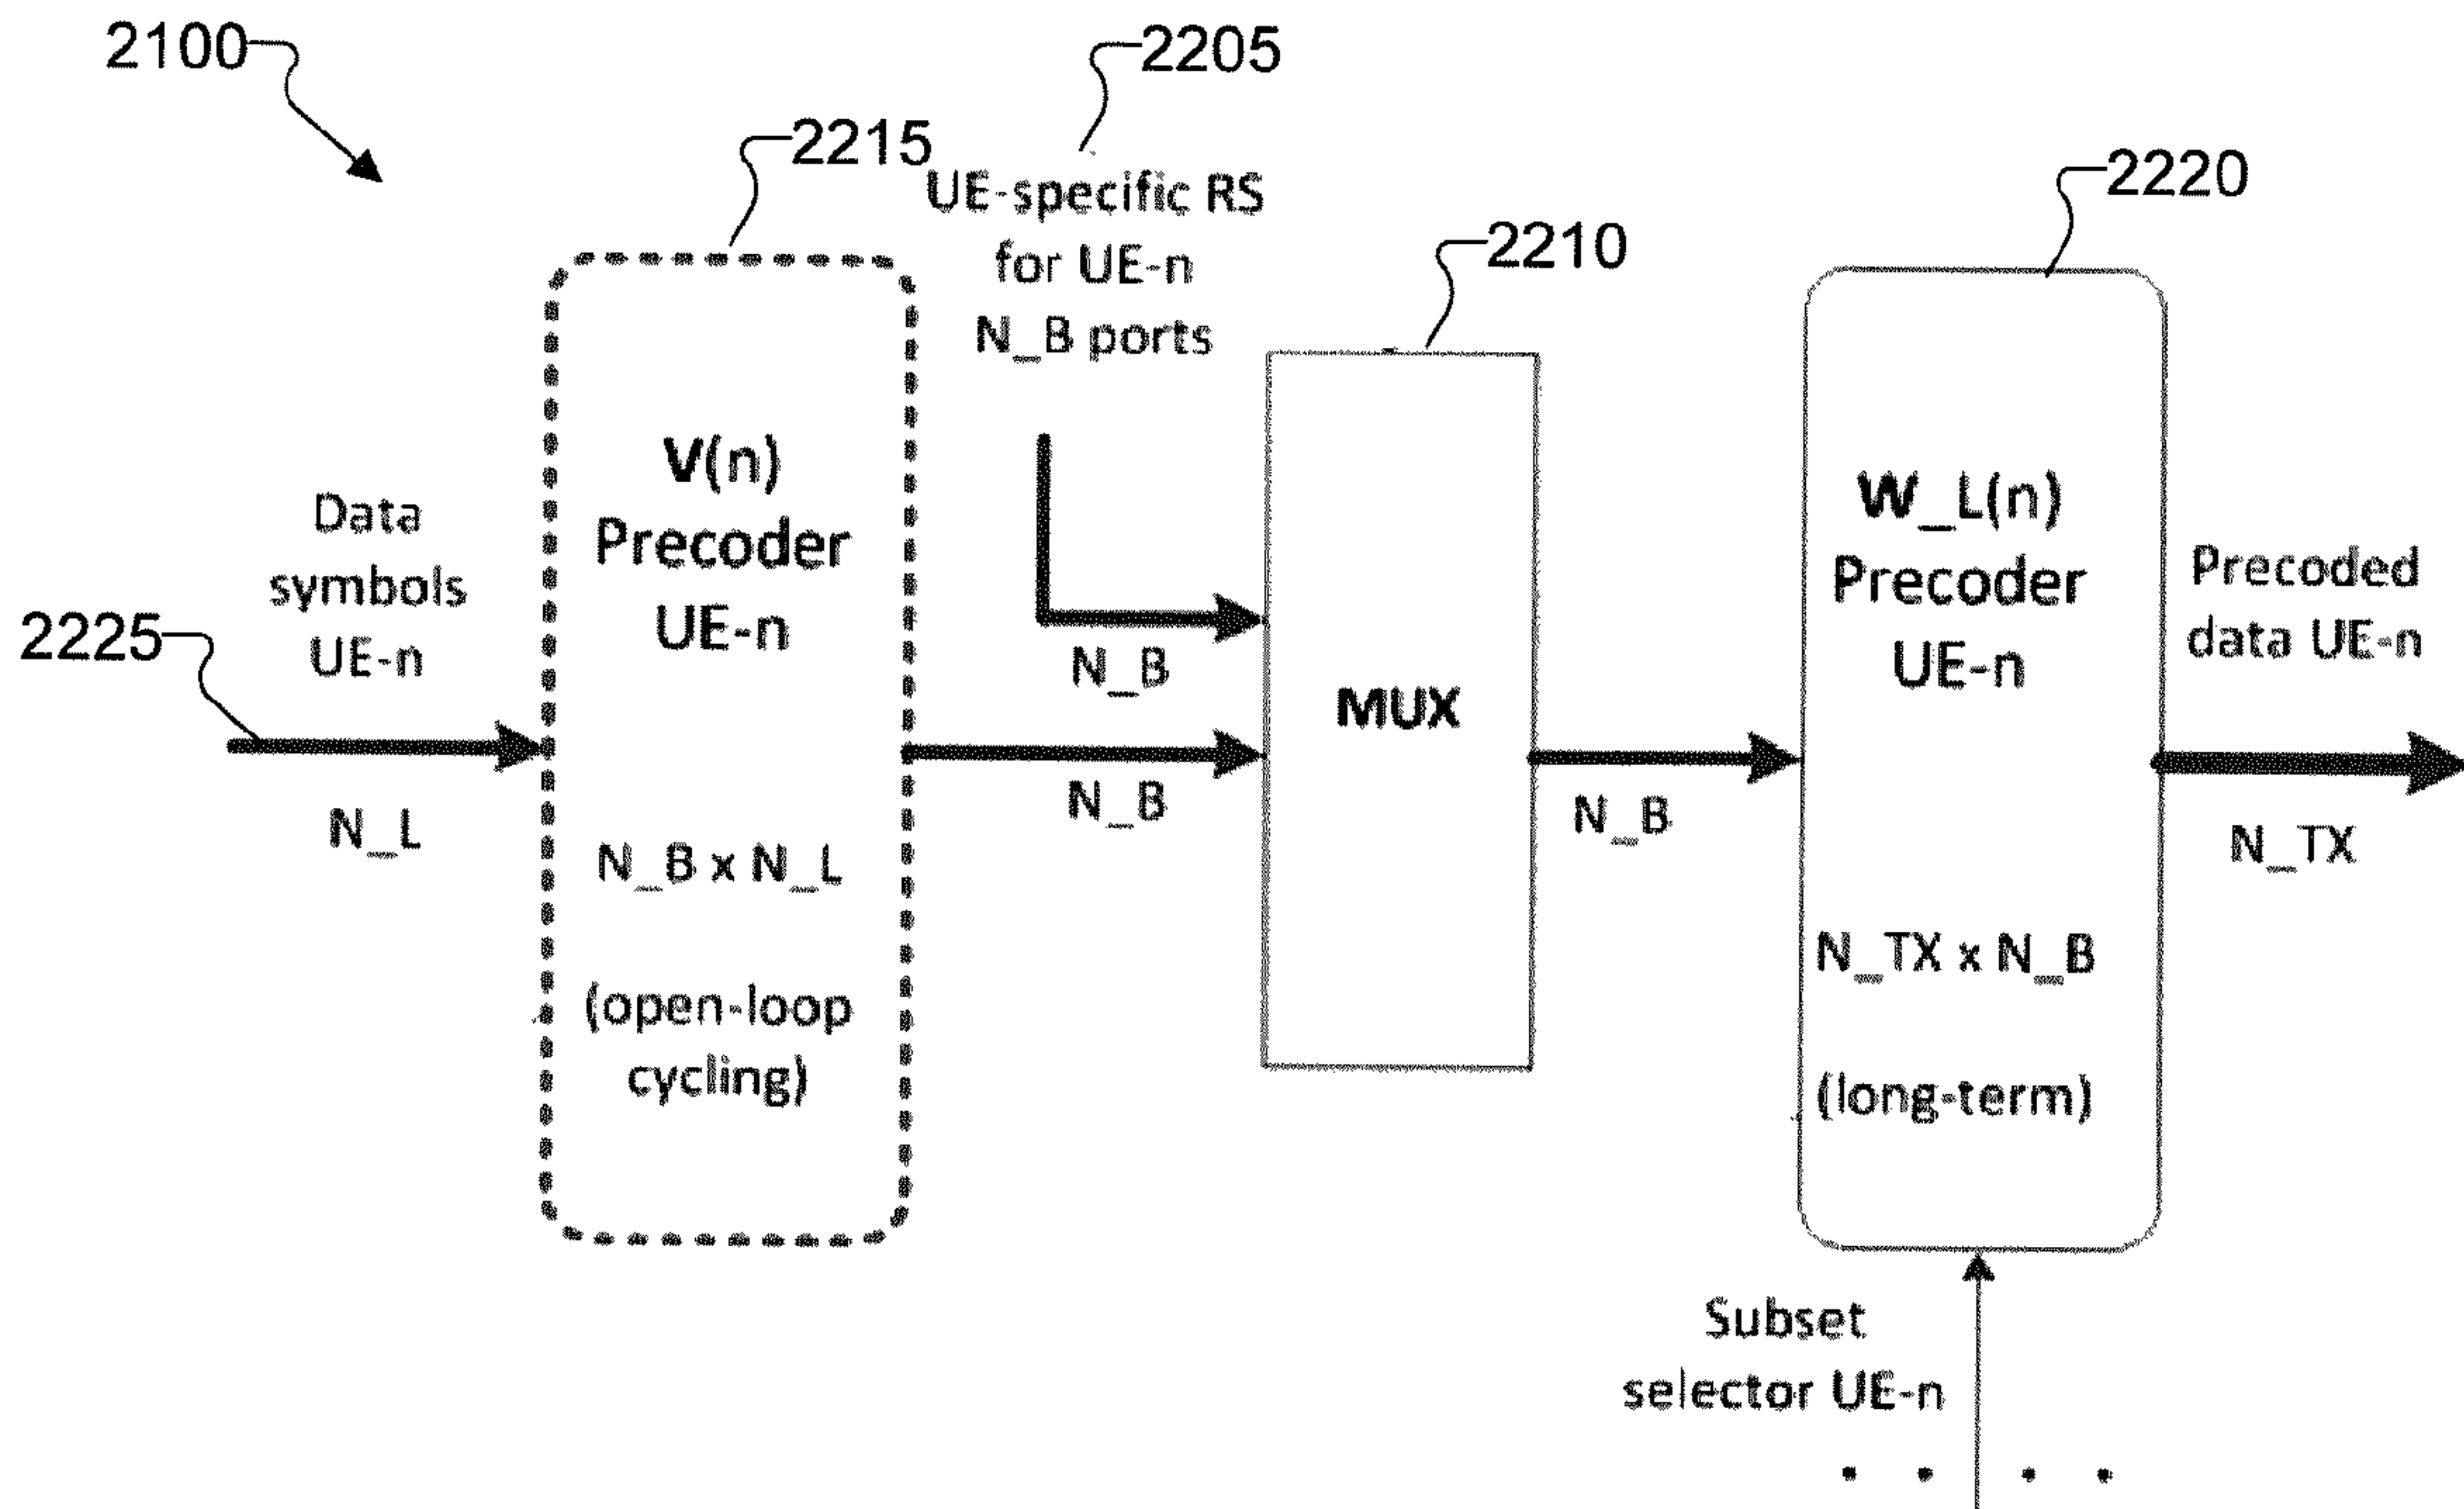 2100
2205
2215
UE-specific RS
for UE-n
N_B ports
2210
2220
V(n)
Precoder
UE-n
N_B x N_L
(open-loop
cycling)
Data
symbols
UE-n
2225
N_L
N_B
N_B
MUX
N_B
W_L(n)
Precoder
UE-n
N_TX x N_B
(long-term)
Precoded
data UE-n
N_TX
Subset
selector UE-n
. . . .